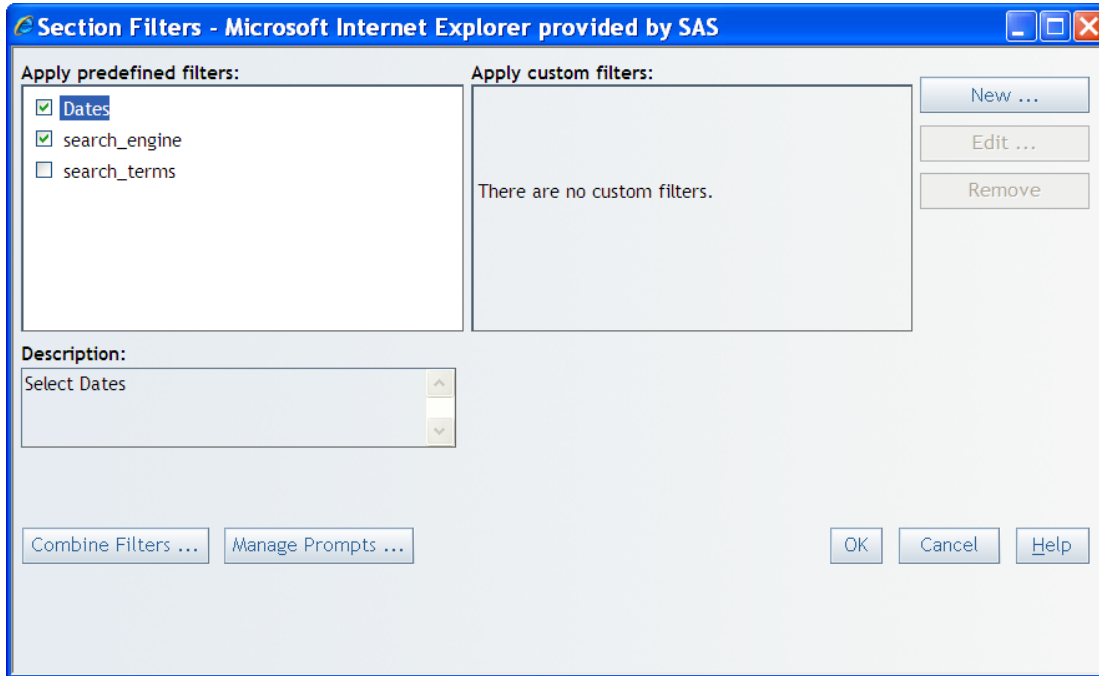 Section Filters - Microsoft Internet Explorer provided by SAS
Apply predefined filters:
Dates
search_engine
search_terms
Apply custom filters:
There are no custom filters.
New ...
Edit ...
Remove
Description:
Select Dates
Combine Filters ...
Manage Prompts ...
OK
Cancel
Help